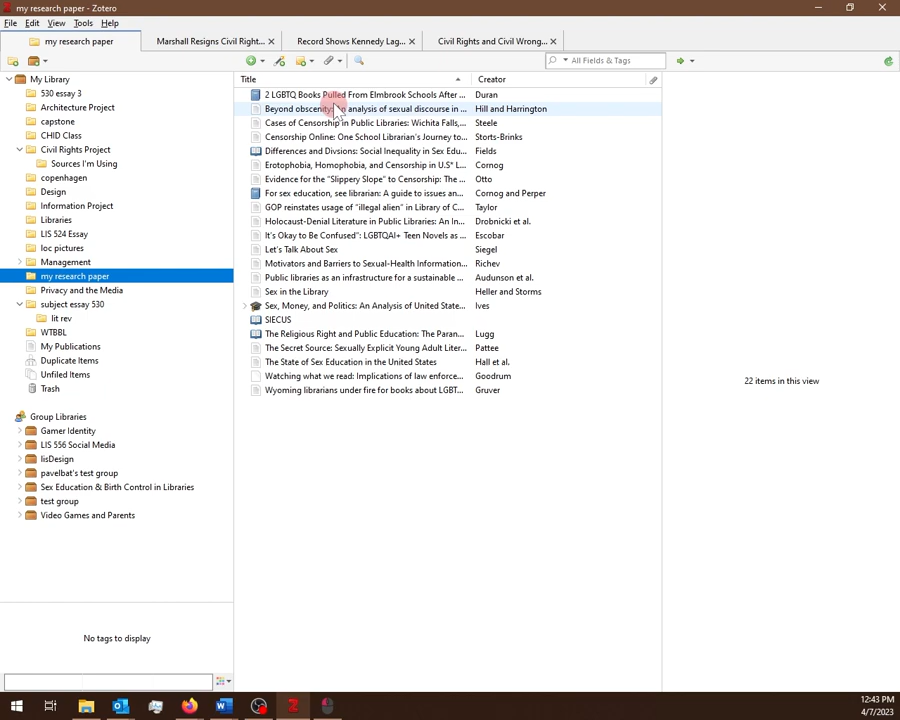 my research paper - Zotero
File Edit View Tools Help
my research paper
Marshall Resigns Civil Right...
Record Shows Kennedy Lag...
Civil Rights and Civil Wrong...
All Fields & Tags
My Library
530 essay 3
Architecture Project
capstone
CHID Class
Civil Rights Project
Sources I'm Using
copenhagen
Design
Information Project
Libraries
LIS 524 Essay
loc pictures
Management
my research paper
Privacy and the Media
subject essay 530
lit rev
WTBBL
My Publications
Duplicate Items
Unfiled Items
Trash
Group Libraries
Gamer Identity
LIS 556 Social Media
lisDesign
pavelbat's test group
Sex Education & Birth Control in Libraries
test group
Video Games and Parents
No tags to display
Title Creator
2 LGBTQ Books Pulled From Elmbrook Schools After ... Duran
Beyond obscenity: An analysis of sexual discourse in ... Hill and Harrington
Cases of Censorship in Public Libraries: Wichita Falls,... Steele
Censorship Online: One School Librarian's Journey to... Storts-Brinks
Differences and Divsions: Social Inequality in Sex Edu... Fields
Erotophobia, Homophobia, and Censorship in U.S* L... Cornog
Evidence for the "Slippery Slope" to Censorship: The ... Otto
For sex education, see librarian: A guide to issues an... Cornog and Perper
GOP reinstates usage of "illegal alien" in Library of C... Taylor
Holocaust-Denial Literature in Public Libraries: An In... Drobnicki et al.
It's Okay to Be Confused": LGBTQAI+ Teen Novels as ... Escobar
Let's Talk About Sex Siegel
Motivators and Barriers to Sexual-Health Information... Richev
Public libraries as an infrastructure for a sustainable ... Audunson et al.
Sex in the Library Heller and Storms
Sex, Money, and Politics: An Analysis of United State... Ives
SIECUS
The Religious Right and Public Education: The Paran... Lugg
The Secret Source: Sexually Explicit Young Adult Liter... Pattee
The State of Sex Education in the United States Hall et al.
Watching what we read: Implications of law enforce... Goodrum
Wyoming librarians under fire for books about LGBT... Gruver
22 items in this view
12:43 PM
4/7/2023